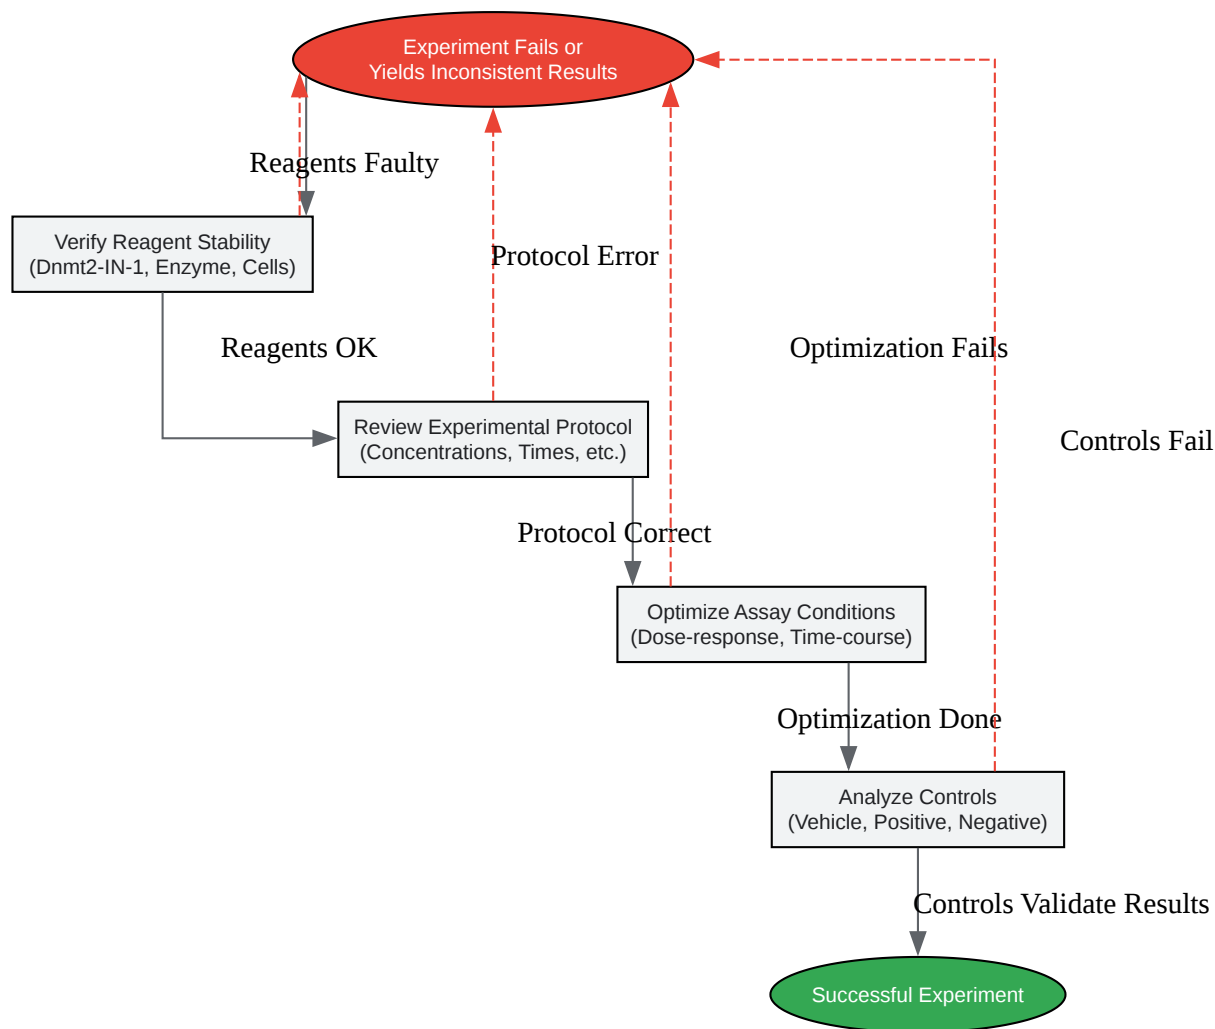 Experiment Fails or
Yields Inconsistent Results
Reagents Faulty
Verify Reagent Stability
(Dnmt2-IN-1, Enzyme, Cells)
Protocol Error
Reagents OK
Optimization Fails
Review Experimental Protocol
(Concentrations, Times, etc.)
Controls Fail
Protocol Correct
Optimize Assay Conditions
(Dose-response, Time-course)
Optimization Done
Analyze Controls
(Vehicle, Positive, Negative)
Controls Validate Results
Successful Experiment